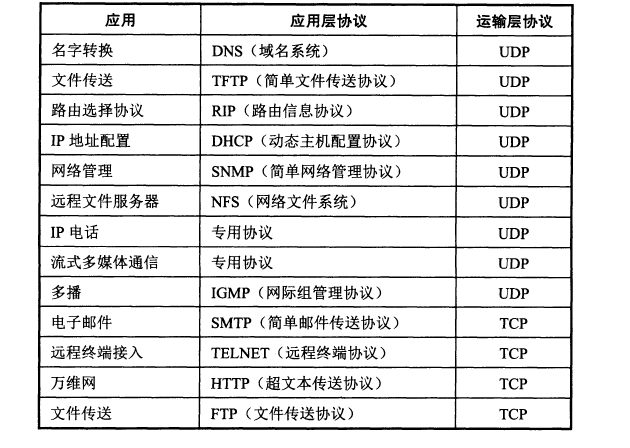 应用 应用层协议 运输层协议
名字转换 DNS（域名系统） UDP
文件传送 TFTP（简单文件传送协议） UDP
路由选择协议 RIP（路由信息协议） UDP
IP 地址配置 DHCP（动态主机配置协议） UDP
网络管理 SNMP（简单网络管理协议） UDP
远程文件服务器 NFS（网络文件系统） UDP
IP 电话 专用协议 UDP
流式多媒体通信 专用协议 UDP
多播 IGMP（网际组管理协议） UDP
电子邮件 SMTP（简单邮件传送协议） TCP
远程终端接入 TELNET（远程终端协议） TCP
万维网 HTTP（超文本传送协议） TCP
文件传送 FTP（文件传送协议） TCP